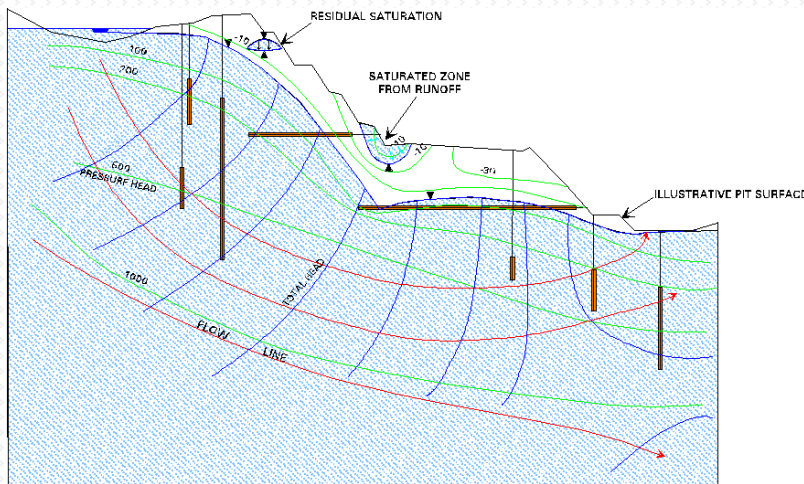 RESIDUAL SATURATION
-10
100
200
SATURATED ZONE
FROM RUNOFF
-10
-10
-30
600
PRESSURE HEAD
ILLUSTRATIVE PIT SURFACE
1000
TOTAL HEAD
FLOW
LINE